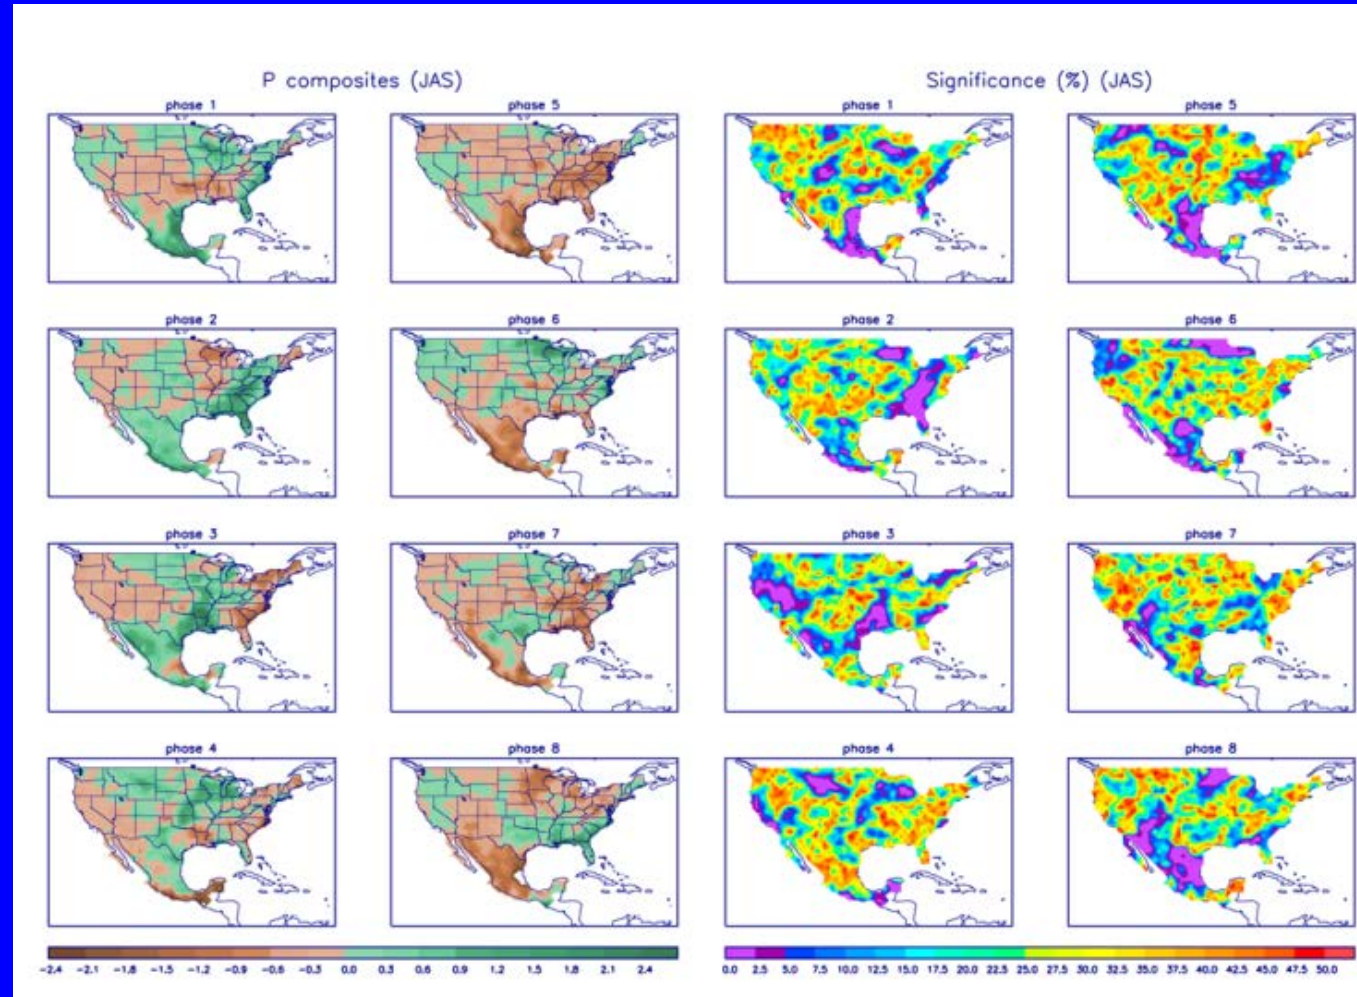 P composites (JAS) Significance (%) (JAS)
phase 1 phase 5 phase 1 phase 5
phase 2 phase 6 phase 2 phase 6
phase 3 phase 7 phase 3 phase 7
phase 4 phase 8 phase 4 phase 8
-2.4 -2.1 -1.8 -1.5 -1.2 -0.9 -0.6 -0.3 0.0 0.3 0.6 0.9 1.2 1.5 1.8 2.1 2.4 0.0 2.5 5.0 7.5 10.0 12.5 15.0 17.5 20.0 22.5 25.0 27.5 30.0 32.5 35.0 37.5 40.0 42.5 45.0 47.5 50.0